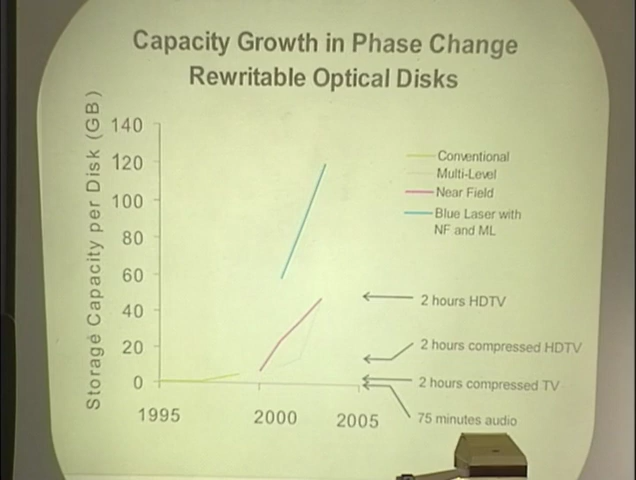 Capacity Growth in Phase Change
Rewritable Optical Disks
Storage Capacity per Disk (GB)
140
120
100
80
60
40
20
0
1995
2000
2005
Conventional
Multi-Level
Near Field
Blue Laser with
NF and ML
2 hours HDTV
2 hours compressed HDTV
2 hours compressed TV
75 minutes audio